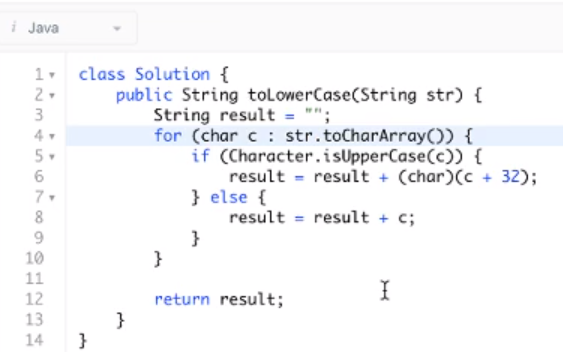 i Java
1 class Solution {
2 public String toLowerCase(String str) {
3 String result = "";
4 for (char c : str.toCharArray()) {
5 if (Character.isUpperCase(c)) {
6 result = result + (char)(c + 32);
7 } else {
8 result = result + c;
9 }
10 }
11
12 return result;
13 }
14 }